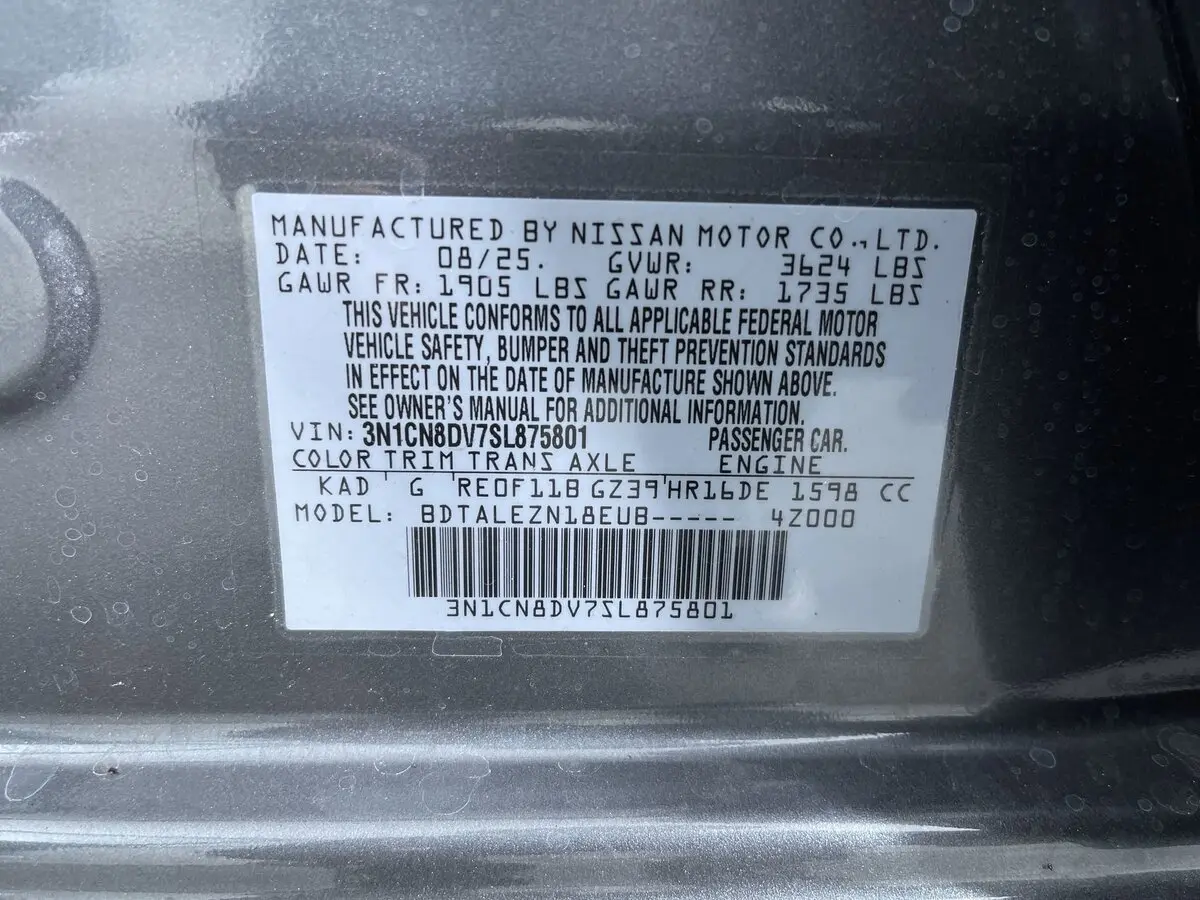 MANUFACTURED BY NISSAN MOTOR CO., LTD.
DATE: 08/25. GVWR: 3624 LBS
GAWR FR: 1905 LBS GAWR RR: 1735 LBS
THIS VEHICLE CONFORMS TO ALL APPLICABLE FEDERAL MOTOR
VEHICLE SAFETY, BUMPER AND THEFT PREVENTION STANDARDS
IN EFFECT ON THE DATE OF MANUFACTURE SHOWN ABOVE.
SEE OWNER'S MANUAL FOR ADDITIONAL INFORMATION.
VIN: 3N1CN8DV7SL875801 PASSENGER CAR.
COLOR TRIM TRANS AXLE ENGINE
KAD G RE0F11B GZ39 HR16DE 1598 CC
MODEL: BDTALEZN18EUB----- 4Z000
3N1CN8DV7SL875801